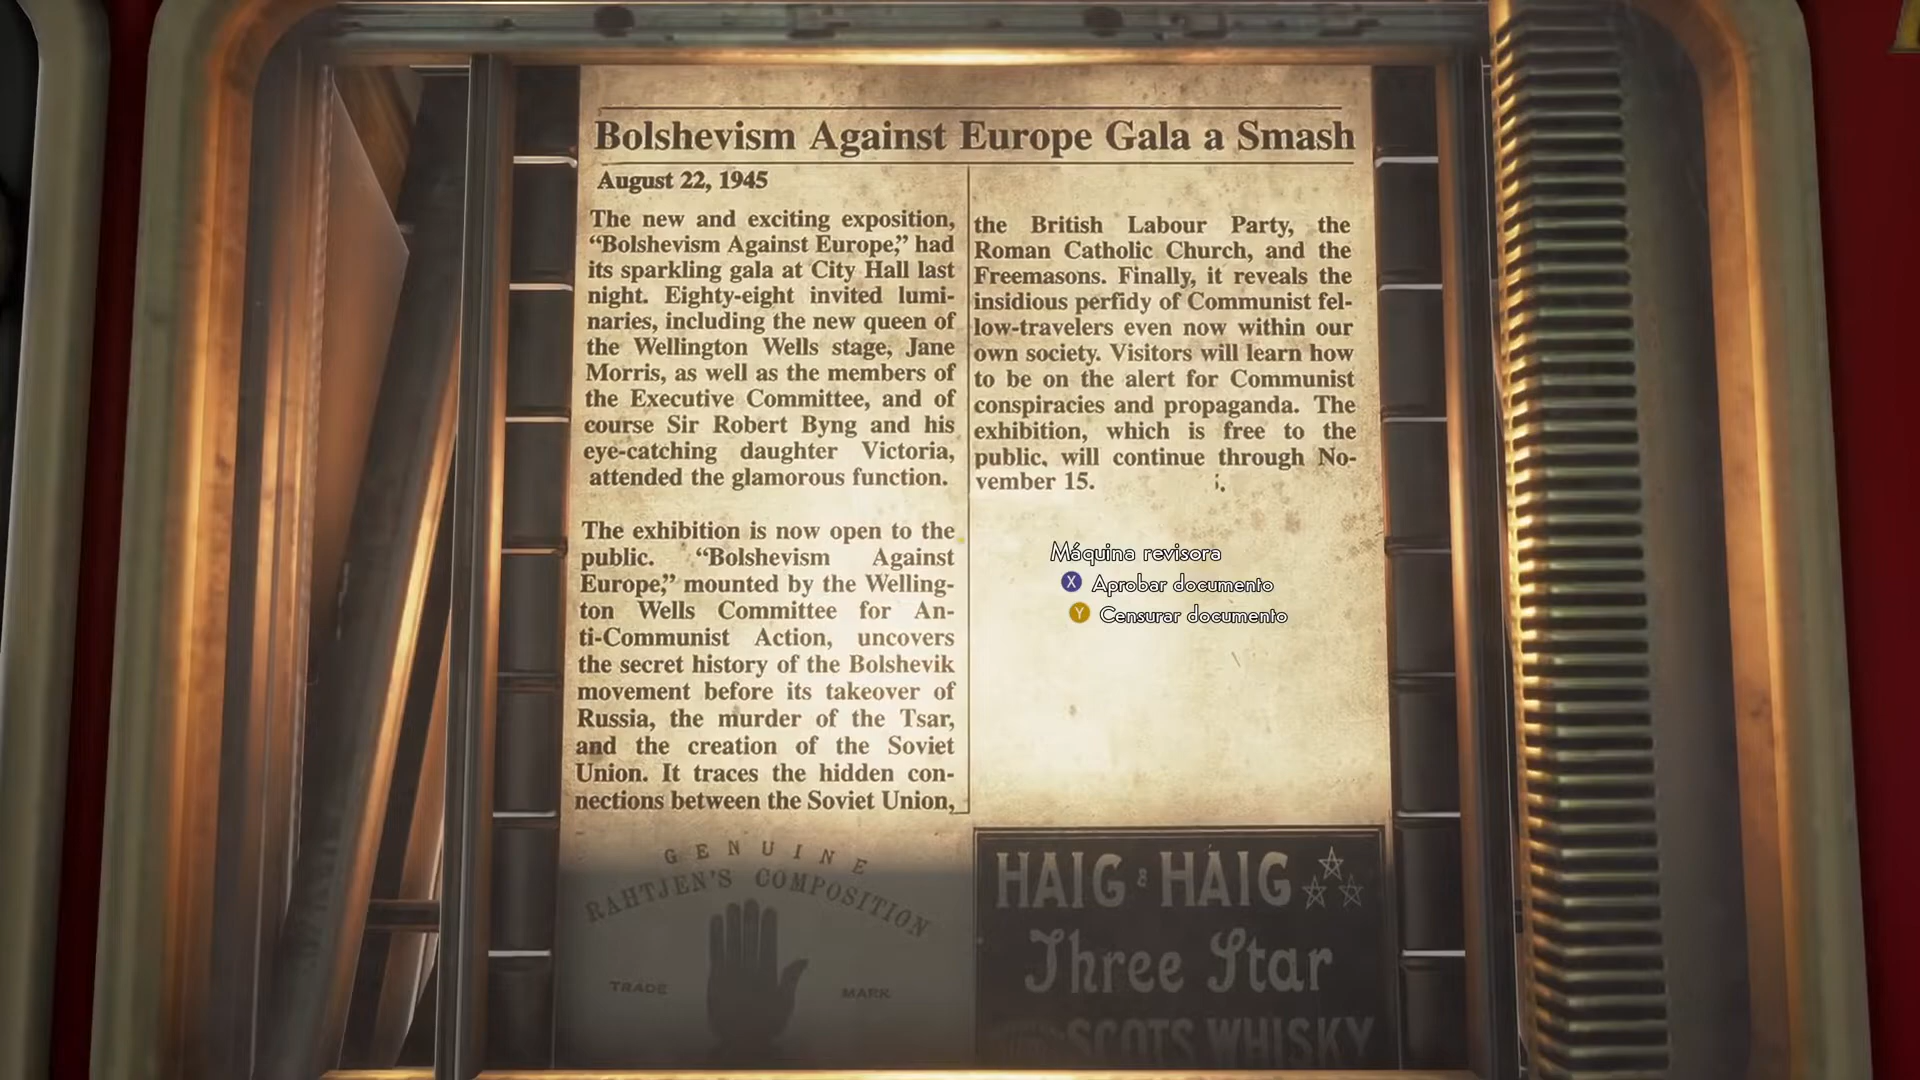 Bolshevism Against Europe Gala a Smash
August 22, 1945
The new and exciting exposition,
“Bolshevism Against Europe,” had
its sparkling gala at City Hall last
night. Eighty-eight invited lumi-
naries, including the new queen of
the Wellington Wells stage, Jane
Morris, as well as the members of
the Executive Committee, and of
course Sir Robert Byng and his
eye-catching daughter Victoria,
attended the glamorous function.
The exhibition is now open to the
public. “Bolshevism Against
Europe,” mounted by the Welling-
ton Wells Committee for An-
ti-Communist Action, uncovers
the secret history of the Bolshevik
movement before its takeover of
Russia, the murder of the Tsar,
and the creation of the Soviet
Union. It traces the hidden con-
nections between the Soviet Union,
the British Labour Party, the
Roman Catholic Church, and the
Freemasons. Finally, it reveals the
insidious perfidy of Communist fel-
low-travelers even now within our
own society. Visitors will learn how
to be on the alert for Communist
conspiracies and propaganda. The
exhibition, which is free to the
public, will continue through No-
vember 15.
Máquina revisora
X Aprobar documento
Y Censurar documento
GENUINE
RAHTJEN'S COMPOSITION
TRADE MARK
HAIG & HAIG
Three Star
SCOTS WHISKY